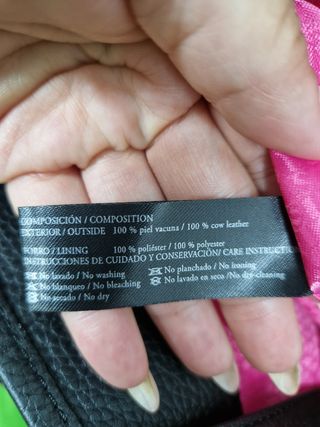 COMPOSICIÓN / COMPOSITION
EXTERIOR / OUTSIDE 100 % piel vacuna / 100 % cow leather
FORRO / LINING 100 % poliéster / 100 % polyester
INSTRUCCIONES DE CUIDADO Y CONSERVACIÓN/ CARE INSTRUCTIO
No lavado / No washing No planchado / No ironing
No blanqueo / No bleaching No lavado en seco /No dry-cleaning
No secado / No dry